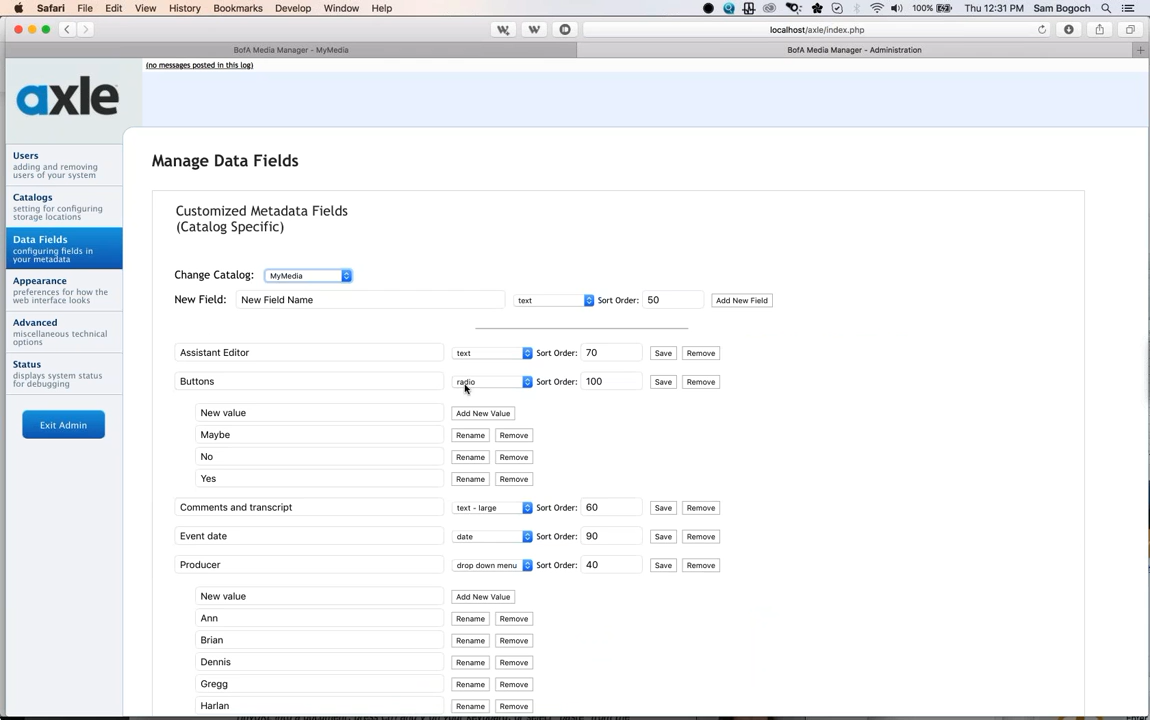 Safari File Edit View History Bookmarks Develop Window Help 100% Thu 12:31 PM Sam Bogoch
localhost/axle/index.php
BofA Media Manager - MyMedia
BofA Media Manager - Administration
(no messages posted in this log)
axle
Users
adding and removing
users of your system
Catalogs
setting for configuring
storage locations
Data Fields
configuring fields in
your metadata
Appearance
preferences for how the
web interface looks
Advanced
miscellaneous technical
options
Status
displays system status
for debugging
Exit Admin
Manage Data Fields
Customized Metadata Fields
(Catalog Specific)
Change Catalog: MyMedia
New Field: New Field Name text Sort Order: 50 Add New Field
Assistant Editor text Sort Order: 70 Save Remove
Buttons radio Sort Order: 100 Save Remove
New value Add New Value
Maybe Rename Remove
No Rename Remove
Yes Rename Remove
Comments and transcript text - large Sort Order: 60 Save Remove
Event date date Sort Order: 90 Save Remove
Producer drop down menu Sort Order: 40 Save Remove
New value Add New Value
Ann Rename Remove
Brian Rename Remove
Dennis Rename Remove
Gregg Rename Remove
Harlan Rename Remove